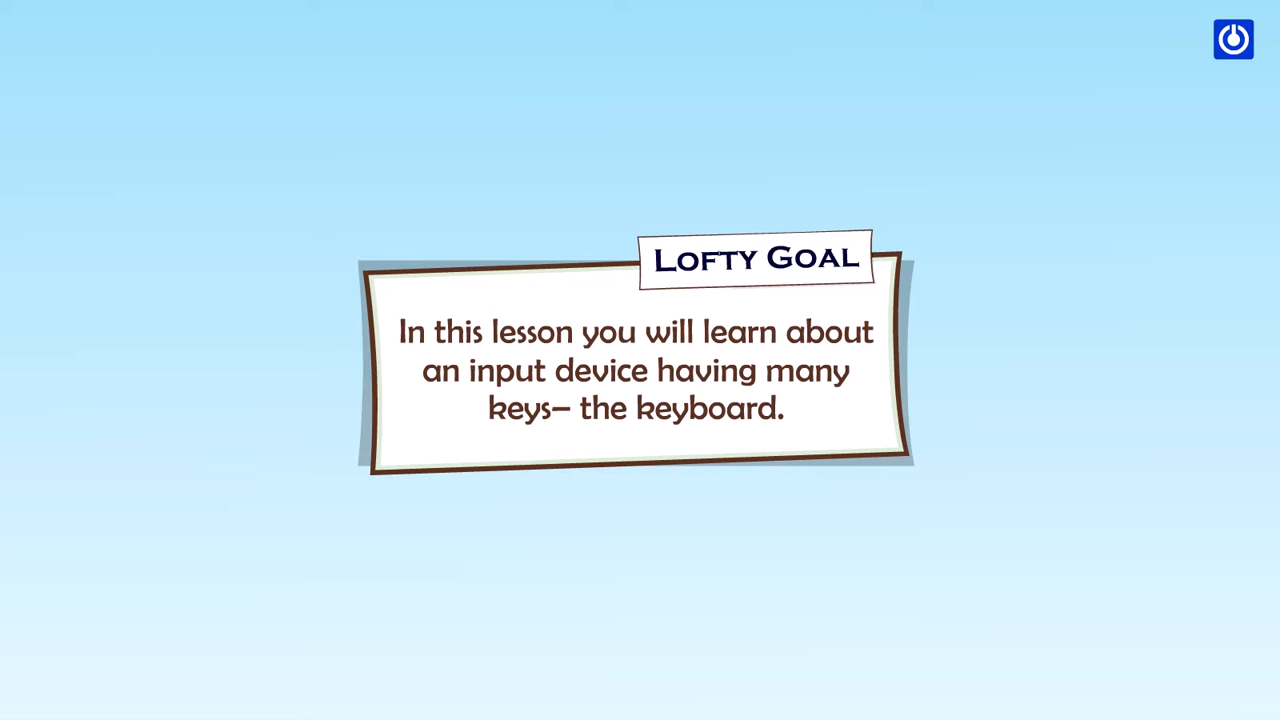 LOFTY GOAL
In this lesson you will learn about
an input device having many
keys– the keyboard.